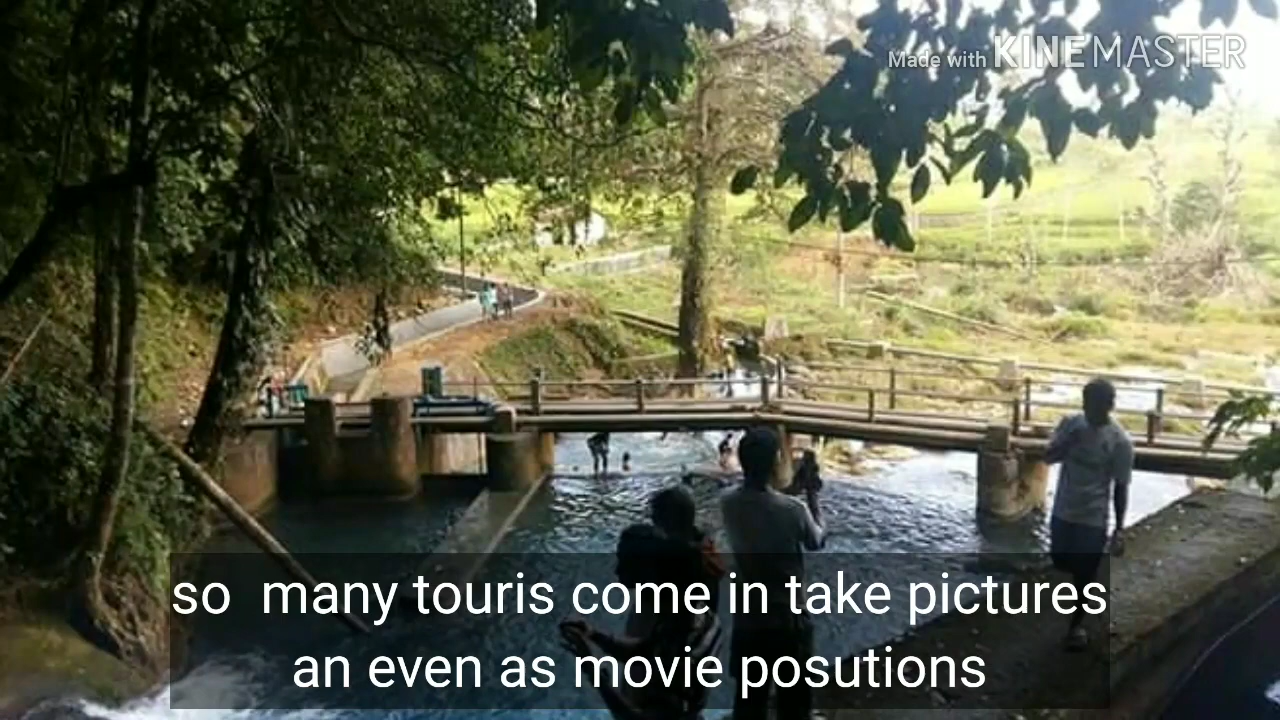 Made with KINEMASTER
so  many touris come in take pictures
an even as movie posutions